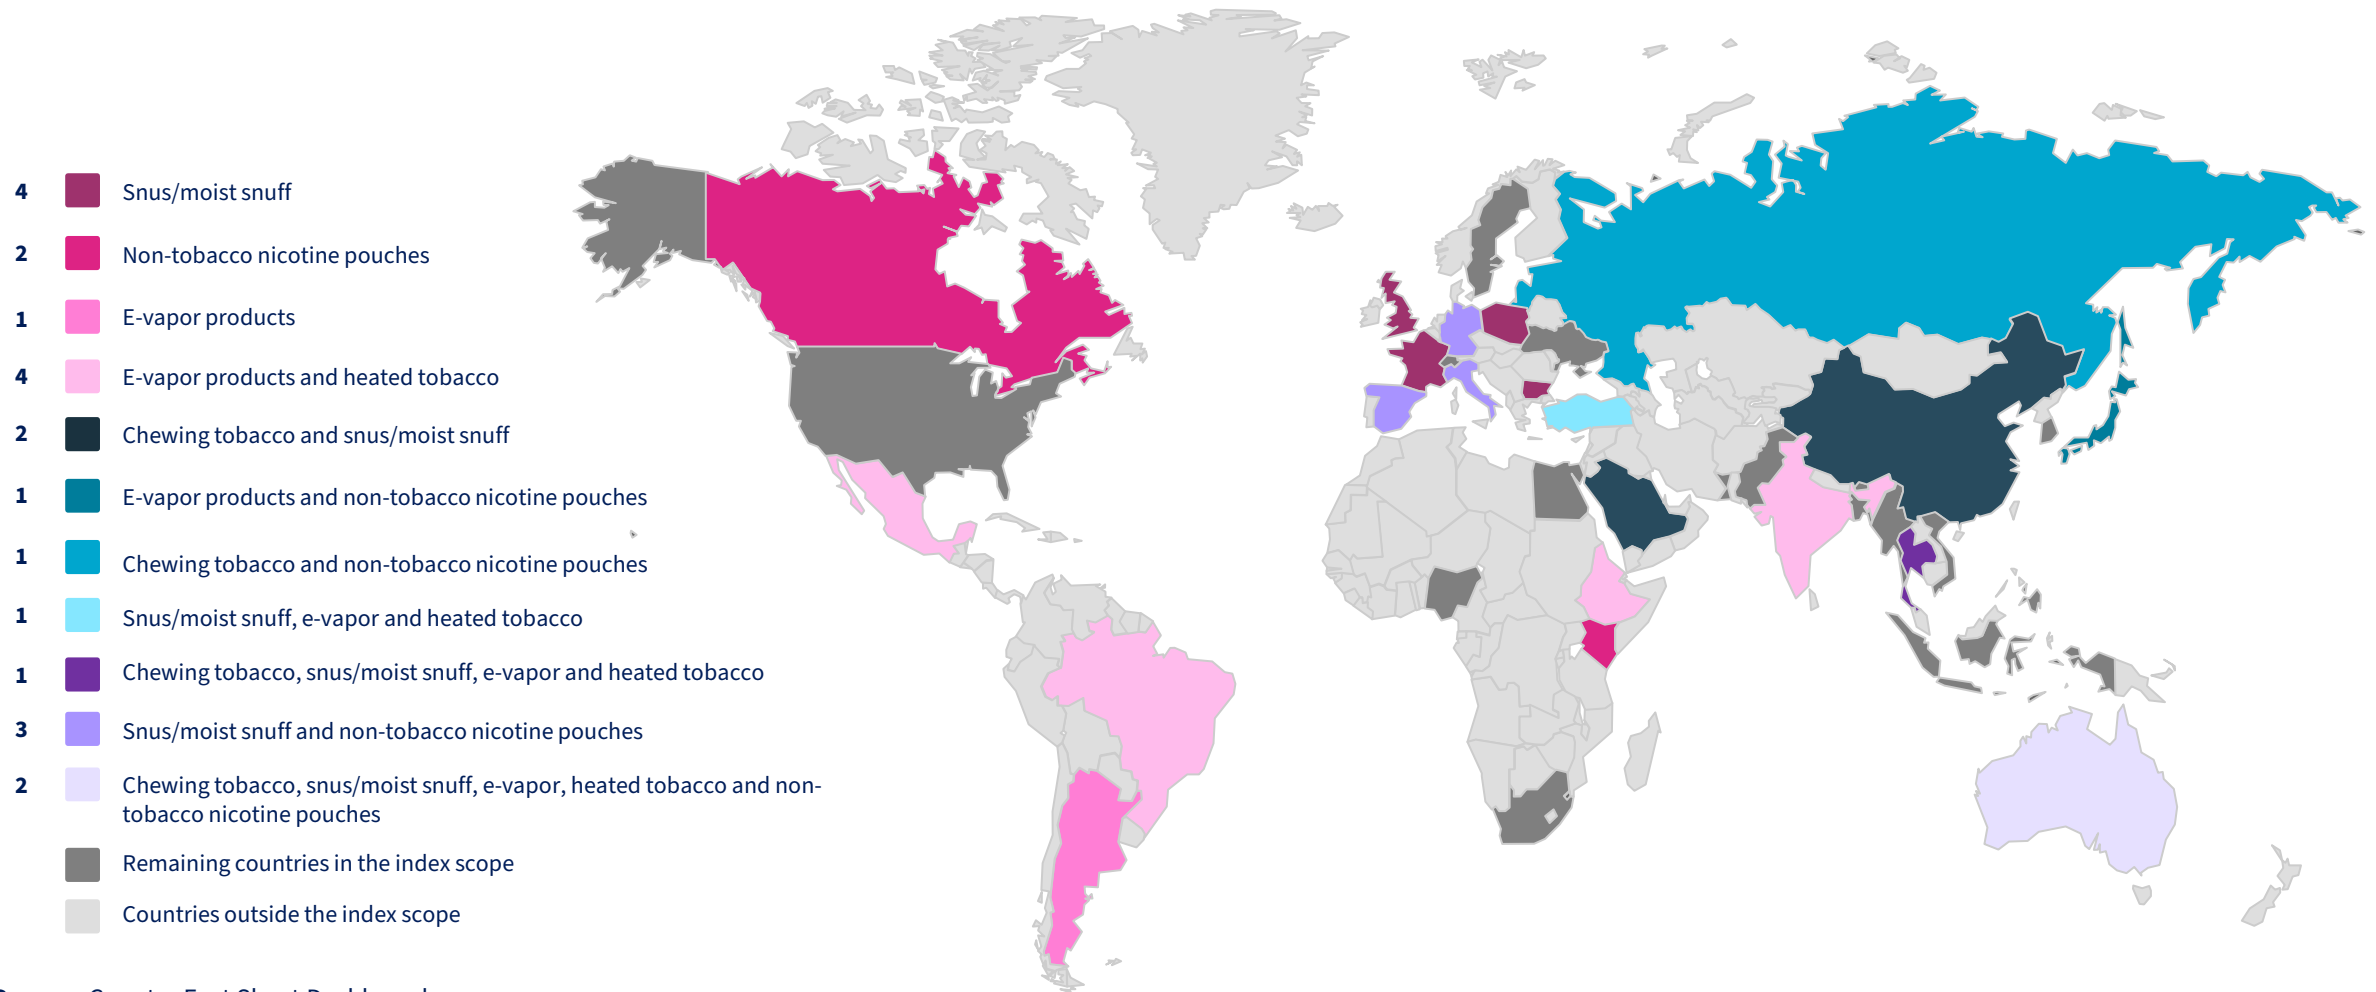 4 Snus/moist snuff
2 Non-tobacco nicotine pouches
1 E-vapor products
4 E-vapor products and heated tobacco
2 Chewing tobacco and snus/moist snuff
1 E-vapor products and non-tobacco nicotine pouches
1 Chewing tobacco and non-tobacco nicotine pouches
1 Snus/moist snuff, e-vapor and heated tobacco
1 Chewing tobacco, snus/moist snuff, e-vapor and heated tobacco
3 Snus/moist snuff and non-tobacco nicotine pouches
2 Chewing tobacco, snus/moist snuff, e-vapor, heated tobacco and non-
tobacco nicotine pouches
Remaining countries in the index scope
Countries outside the index scope